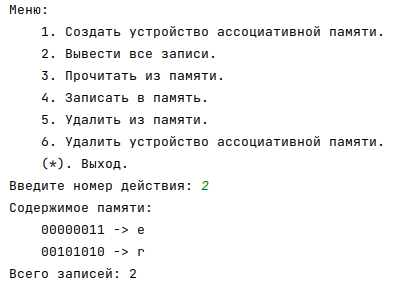 Меню:
1. Создать устройство ассоциативной памяти.
2. Вывести все записи.
3. Прочитать из памяти.
4. Записать в память.
5. Удалить из памяти.
6. Удалить устройство ассоциативной памяти.
(*). Выход.
Введите номер действия: 2
Содержимое памяти:
00000011 -> e
00101010 -> r
Всего записей: 2